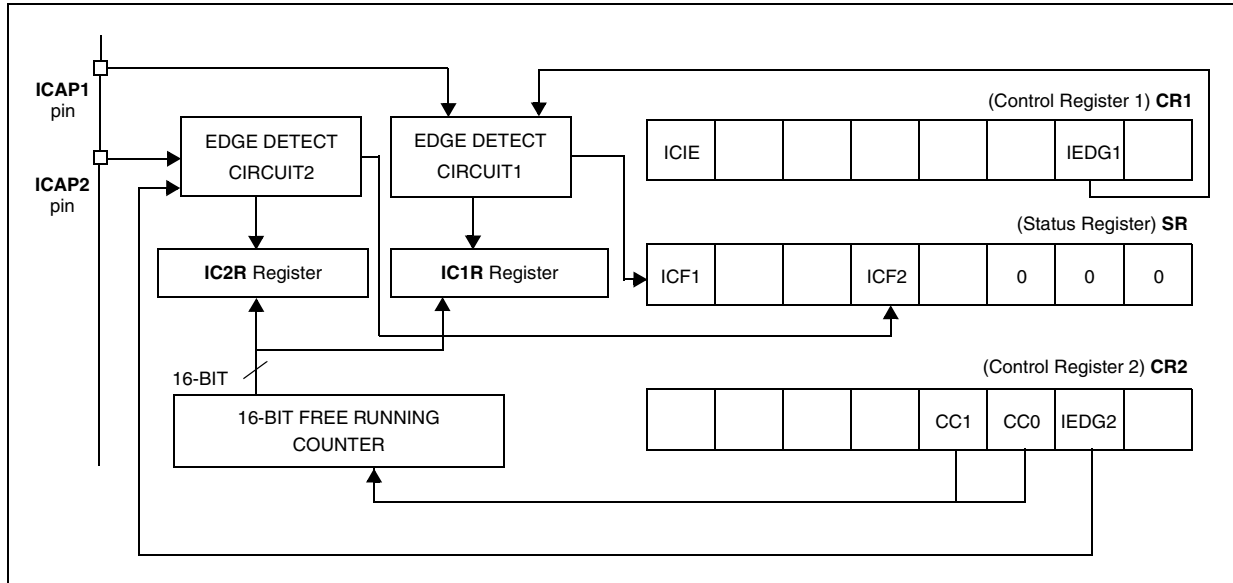 ICAP1
pin
ICAP2
pin
EDGE DETECT
CIRCUIT2
EDGE DETECT
CIRCUIT1
IC2R Register
IC1R Register
16-BIT
16-BIT FREE RUNNING
COUNTER
(Control Register 1) CR1
ICIE IEDG1
(Status Register) SR
ICF1 ICF2 0 0 0
(Control Register 2) CR2
CC1 CC0 IEDG2